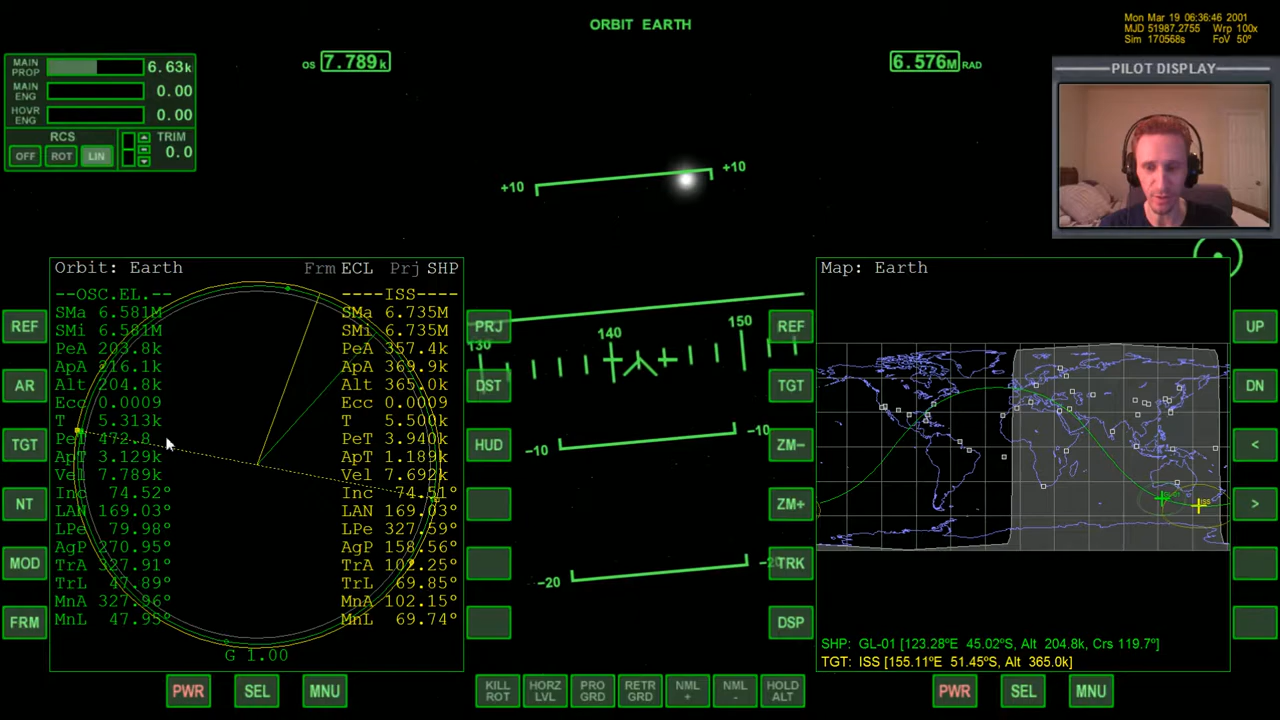 ORBIT EARTH
Mon Mar 19 06:36:46 2001
MJD 51987.2755 Wrp 100x
Sim 170568s FoV 50°
MAIN PROP 6.63k
MAIN ENG 0.00
HOVR ENG 0.00
RCS TRIM
OFF ROT LIN 0.0
OS 7.789k
6.576M RAD
PILOT DISPLAY
+10 +10
130 140 150
-10 -10
-20 -20
Orbit: Earth Frm ECL Prj SHP
--OSC.EL.-- ----ISS----
SMa 6.581M SMa 6.735M
SMi 6.581M SMi 6.735M
PeA 203.8k PeA 357.4k
ApA 216.1k ApA 369.9k
Alt 204.8k Alt 365.0k
Ecc 0.0009 Ecc 0.0009
T 5.313k T 5.500k
PeT 472.8 PeT 3.940k
ApT 3.129k ApT 1.189k
Vel 7.789k Vel 7.692k
Inc 74.52° Inc 74.51°
LAN 169.03° LAN 169.03°
LPe 79.98° LPe 327.59°
AgP 270.95° AgP 158.56°
TrA 327.91° TrA 102.25°
TrL 47.89° TrL 69.85°
MnA 327.96° MnA 102.15°
MnL 47.95° MnL 69.74°
G 1.00
REF
AR
TGT
NT
MOD
FRM
PRJ
DST
HUD
PWR SEL MNU
KILL ROT
HORZ LVL
PRO GRD
RETR GRD
NML +
NML -
HOLD ALT
Map: Earth
REF
TGT
ZM-
ZM+
TRK
DSP
UP
DN
<
>
ISS
SHP: GL-01 [123.28°E 45.02°S, Alt 204.8k, Crs 119.7°]
TGT: ISS [155.11°E 51.45°S, Alt 365.0k]
PWR SEL MNU